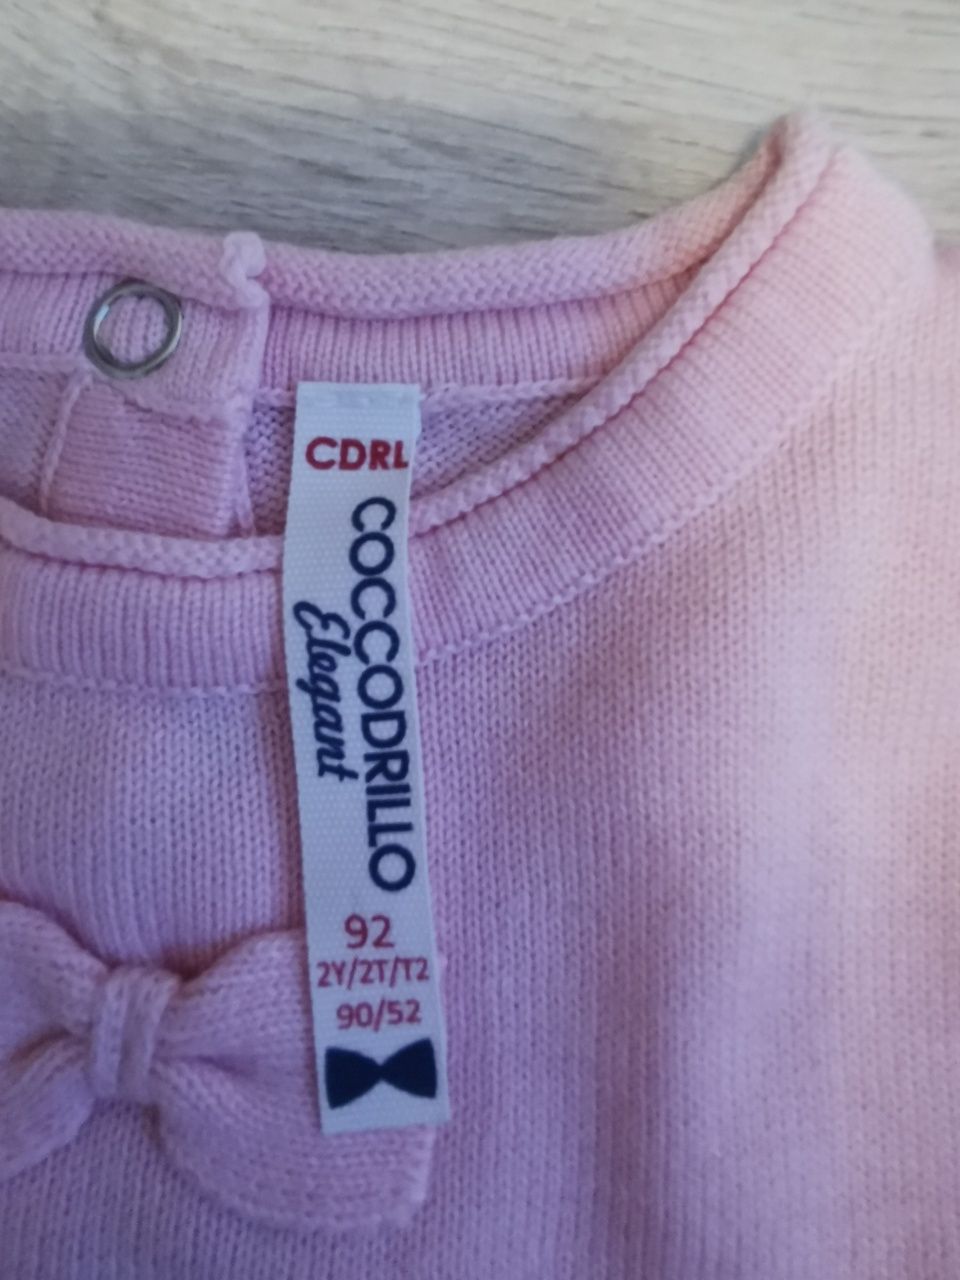 CDRL
COCCODRILLO
Elegant
92
2Y/2T/T2
90/52